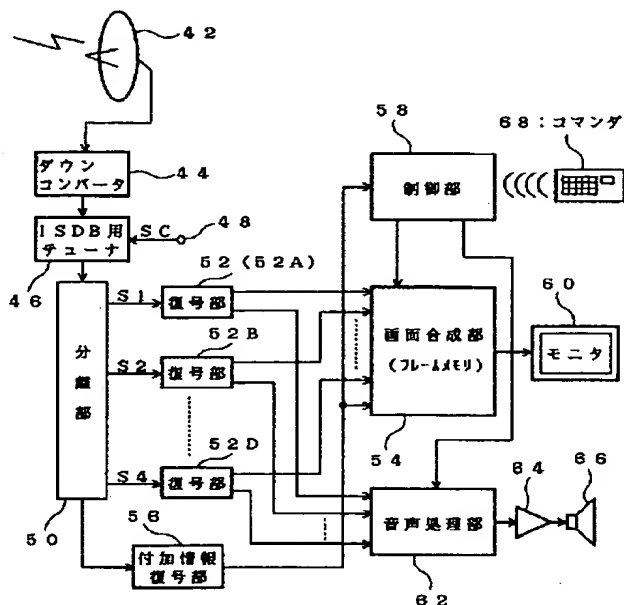 42
58
68:コマンダ
ダウン
コンバータ
44
制御部
ISDB用
チューナ
SC
48
46
52(52A)
S1
復号部
60
画面合成部
(フレームメモリ)
モニタ
分離部
52B
S2
復号部
52D
54
64
66
S4
復号部
音声処理部
50
56
付加情報
復号部
62